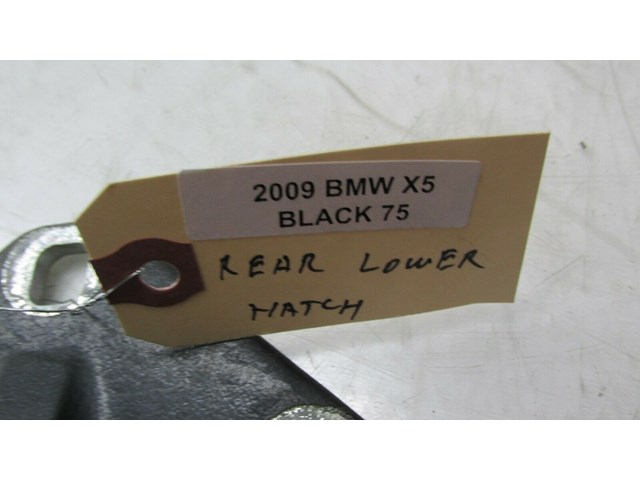 2009 BMW X5
BLACK 75
REAR LOWER
HATCH